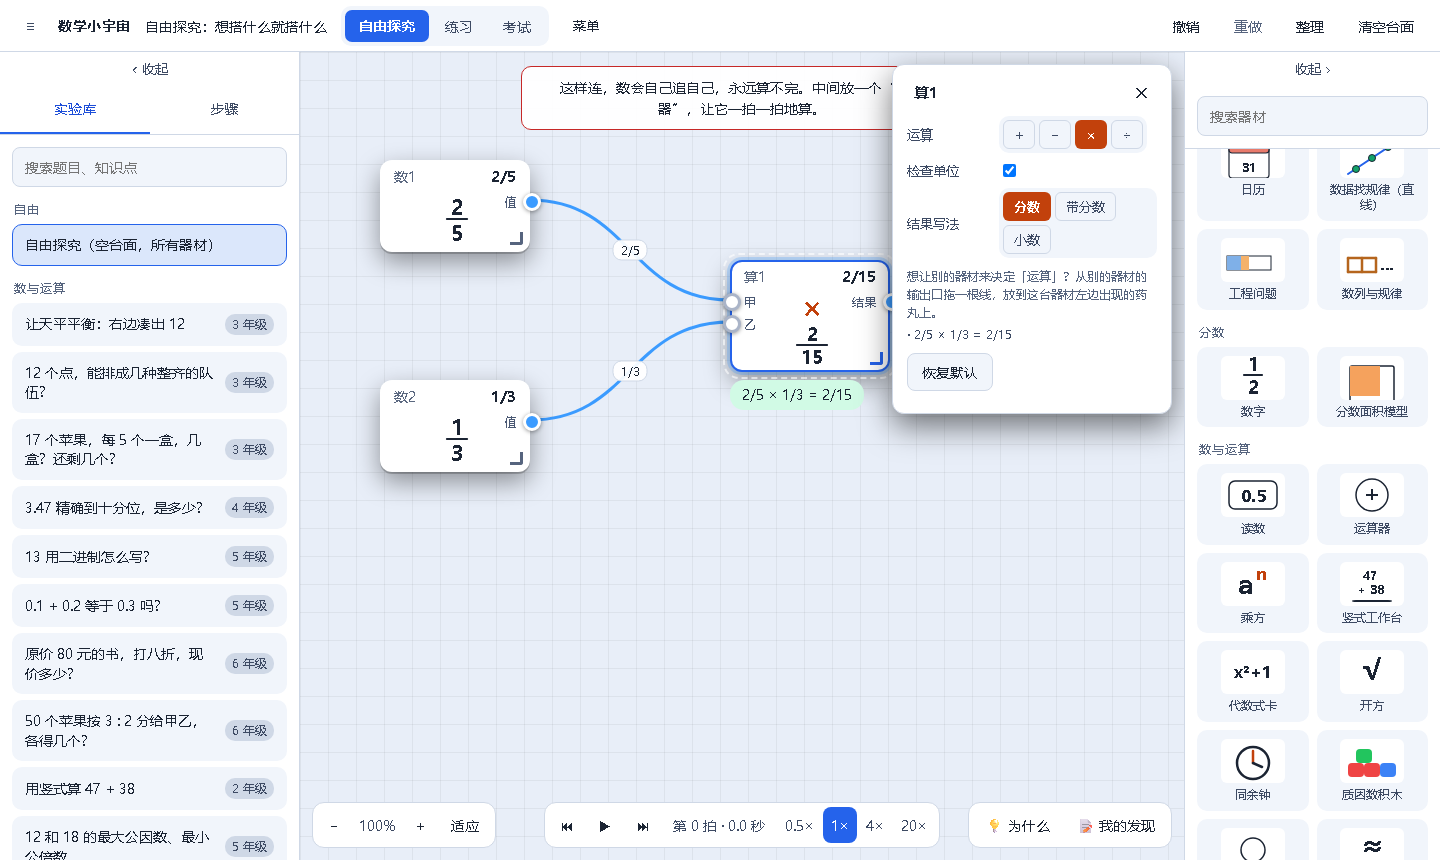 ≡ 数学小宇宙 自由探究：想搭什么就搭什么 自由探究 练习 考试 菜单 撤销 重做 整理 清空台面
‹ 收起
实验库 步骤
搜索题目、知识点
自由
自由探究（空台面，所有器材）
数与运算
让天平平衡：右边凑出 12 3 年级
12 个点，能排成几种整齐的队
伍？ 3 年级
17 个苹果，每 5 个一盒，几
盒？还剩几个？ 3 年级
3.47 精确到十分位，是多少？ 4 年级
13 用二进制怎么写？ 5 年级
0.1 + 0.2 等于 0.3 吗？ 5 年级
原价 80 元的书，打八折，现
价多少？ 6 年级
50 个苹果按 3 : 2 分给甲乙，
各得几个？ 6 年级
用竖式算 47 + 38 2 年级
12 和 18 的最大公因数、最小
公倍数 5 年级
这样连，数会自己追自己，永远算不完。中间放一个
器”，让它一拍一拍地算。
数1 2/5
值
2
5
2/5
数2 1/3
值
1
3
1/3
算1 2/15
甲 × 结果
乙
2
15
2/5 × 1/3 = 2/15
算1 ×
运算 + − × ÷
检查单位
结果写法 分数 带分数
小数
想让别的器材来决定「运算」？从别的器材的
输出口拖一根线，放到这台器材左边出现的药
丸上。
· 2/5 × 1/3 = 2/15
恢复默认
− 100% + 适应
第 0 拍 · 0.0 秒 0.5× 1× 4× 20×
为什么 我的发现
收起 ›
搜索器材
31
日历 数据找规律（直
线）
工程问题 数列与规律
分数
1
2
数字 分数面积模型
数与运算
0.5 +
读数 运算器
aⁿ 47
+ 38
乘方 竖式工作台
x²+1 √
代数式卡 开方
同余钟 质因数积木
≈